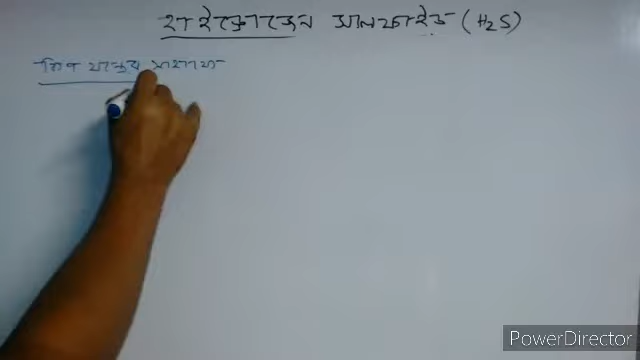 হাইড্রোজেন সালফাইড (H₂S)
কিপ যন্ত্রের সাহায্যে
PowerDirector